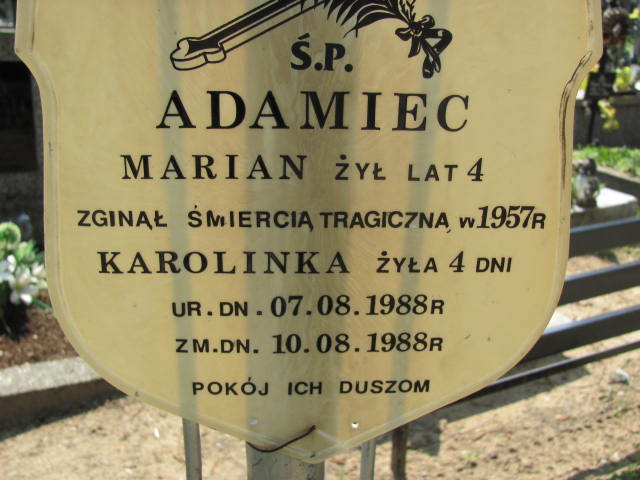 Ś.P.
ADAMIEC
MARIAN ŻYŁ LAT 4
ZGINĄŁ ŚMIERCIĄ TRAGICZNĄ W 1957R
KAROLINKA ŻYŁA 4 DNI
UR.DN. 07.08.1988R
ZM.DN. 10.08.1988R
POKÓJ ICH DUSZOM